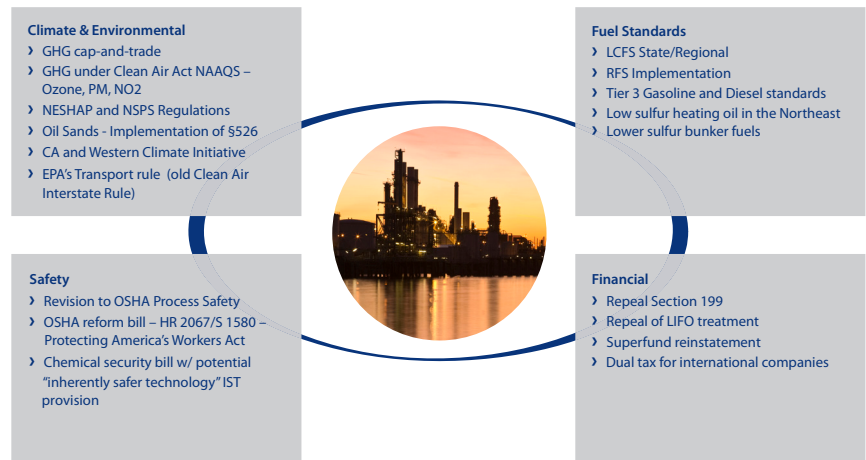 Climate & Environmental
› GHG cap-and-trade
› GHG under Clean Air Act NAAQS –
Ozone, PM, NO2
› NESHAP and NSPS Regulations
› Oil Sands - Implementation of §526
› CA and Western Climate Initiative
› EPA’s Transport rule (old Clean Air
Interstate Rule)
Fuel Standards
› LCFS State/Regional
› RFS Implementation
› Tier 3 Gasoline and Diesel standards
› Low sulfur heating oil in the Northeast
› Lower sulfur bunker fuels
Safety
› Revision to OSHA Process Safety
› OSHA reform bill – HR 2067/S 1580 –
Protecting America’s Workers Act
› Chemical security bill w/ potential
“inherently safer technology” IST
provision
Financial
› Repeal Section 199
› Repeal of LIFO treatment
› Superfund reinstatement
› Dual tax for international companies